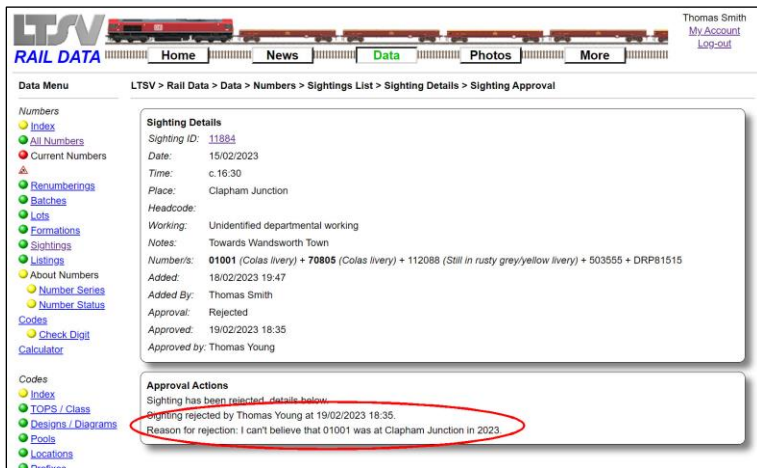 LTSV
RAIL DATA
Home
News
Data
Photos
More
Thomas Smith
My Account
Log-out
Data Menu
Numbers
Index
All Numbers
Current Numbers
Renumberings
Batches
Lots
Formations
Sightings
Listings
About Numbers
Number Series
Number Status
Codes
Check Digit
Calculator
Codes
Index
TOPS / Class
Designs / Diagrams
Pools
Locations
Prefixes
LTSV > Rail Data > Data > Numbers > Sightings List > Sighting Details > Sighting Approval
Sighting Details
Sighting ID: 11884
Date: 15/02/2023
Time: c.16:30
Place: Clapham Junction
Headcode:
Working: Unidentified departmental working
Notes: Towards Wandsworth Town
Number/s: 01001 (Colas livery) + 70805 (Colas livery) + 112088 (Still in rusty grey/yellow livery) + 503555 + DRP81515
Added: 18/02/2023 19:47
Added By: Thomas Smith
Approval: Rejected
Approved: 19/02/2023 18:35
Approved by: Thomas Young
Approval Actions
Sighting has been rejected, details below.
Sighting rejected by Thomas Young at 19/02/2023 18:35.
Reason for rejection: I can't believe that 01001 was at Clapham Junction in 2023.